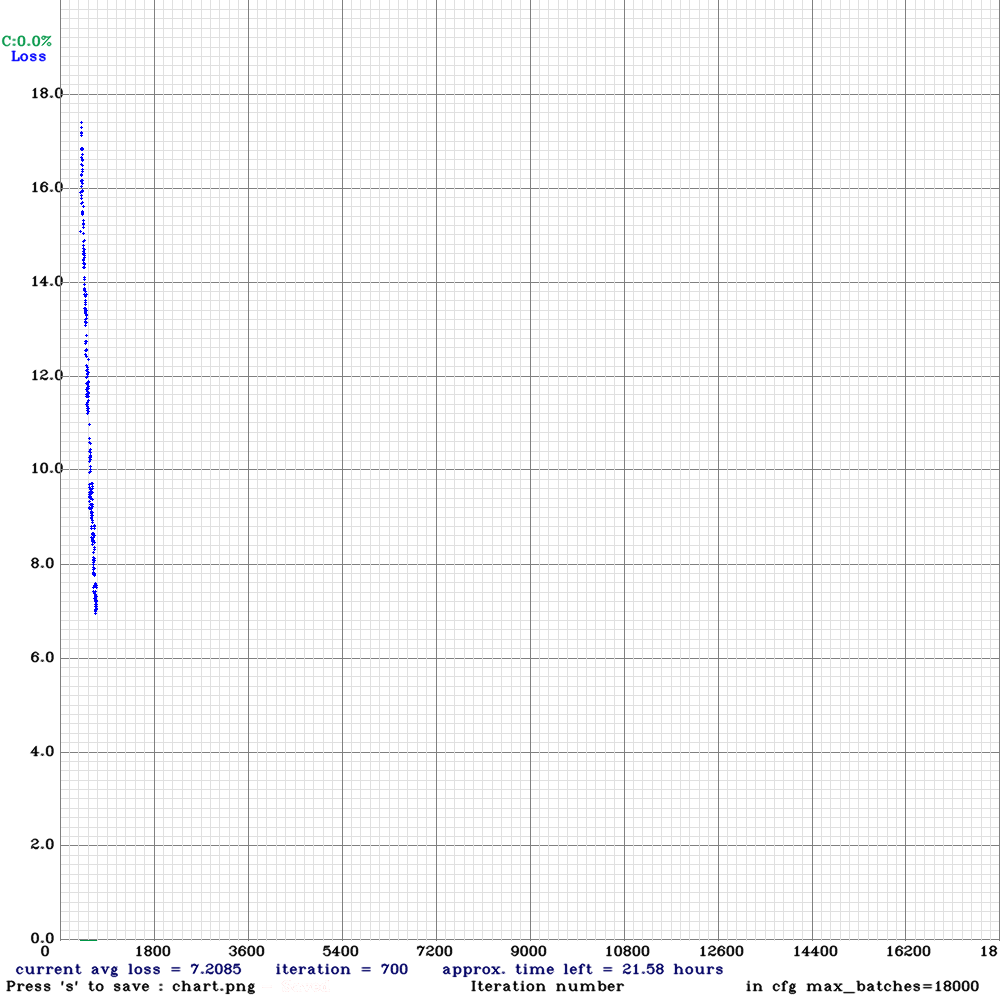 C:0.0%
Loss
18.0
16.0
14.0
12.0
10.0
8.0
6.0
4.0
2.0
0.0
0 1800 3600 5400 7200 9000 10800 12600 14400 16200 18
current avg loss = 7.2085 iteration = 700 approx. time left = 21.58 hours
Press 's' to save : chart.png Iteration number in cfg max_batches=18000